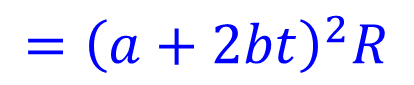 = (a + 2bt)²R